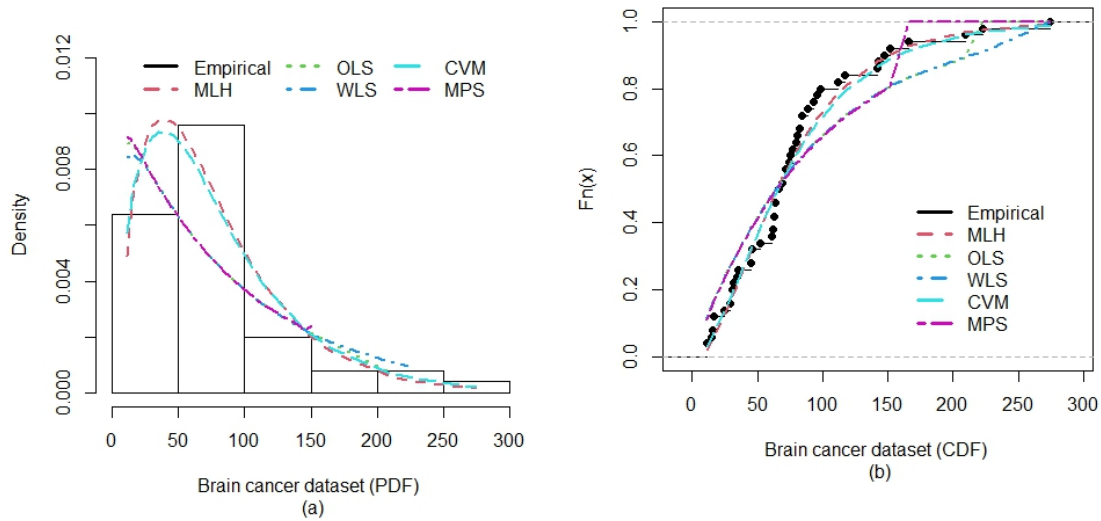 Density
0.000
0.004
0.008
0.012
Empirical
OLS
CVM
MLH
WLS
MPS
0
50
100
150
200
250
300
Brain cancer dataset (PDF)
(a)
Fn(x)
0.0
0.2
0.4
0.6
0.8
1.0
Empirical
MLH
OLS
WLS
CVM
MPS
0
50
100
150
200
250
300
Brain cancer dataset (CDF)
(b)